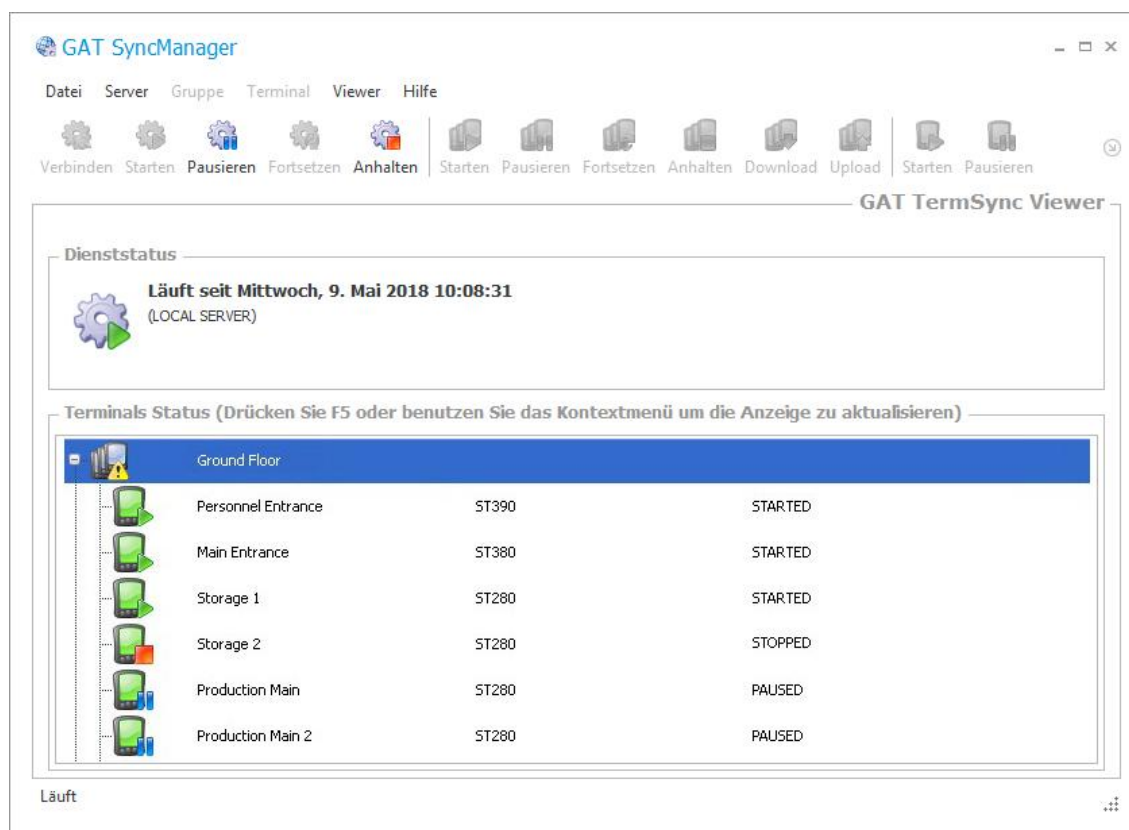 GAT SyncManager
Datei Server Gruppe Terminal Viewer Hilfe
Verbinden Starten Pausieren Fortsetzen Anhalten Starten Pausieren Fortsetzen Anhalten Download Upload Starten Pausieren
GAT TermSync Viewer
Dienststatus
Läuft seit Mittwoch, 9. Mai 2018 10:08:31
(LOCAL SERVER)
Terminals Status (Drücken Sie F5 oder benutzen Sie das Kontextmenü um die Anzeige zu aktualisieren)
Ground Floor
Personnel Entrance ST390 STARTED
Main Entrance ST380 STARTED
Storage 1 ST280 STARTED
Storage 2 ST280 STOPPED
Production Main ST280 PAUSED
Production Main 2 ST280 PAUSED
Läuft